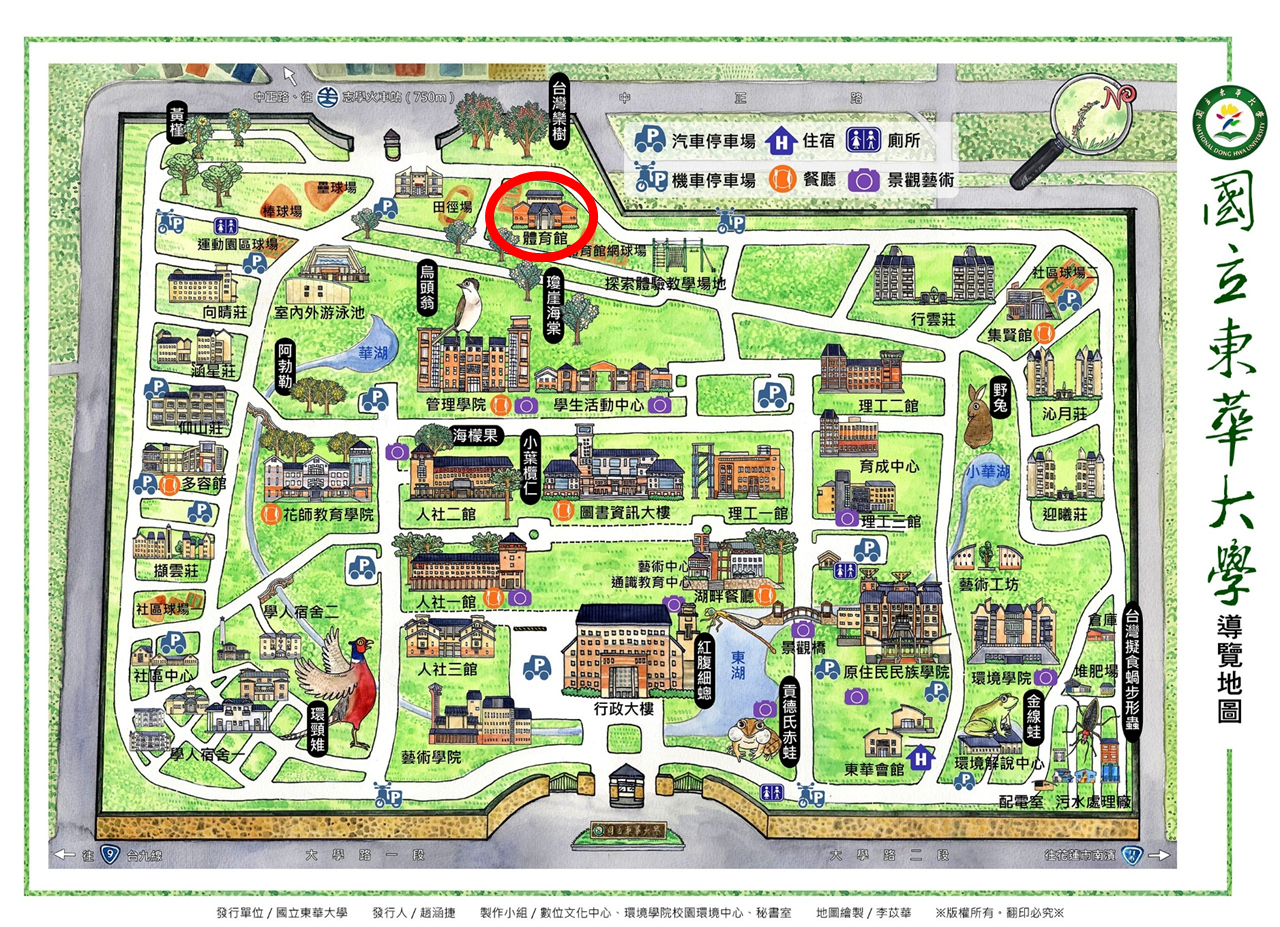 中正路、往 志學火車站(750m)
中 正 路
台灣欒樹
黃槿
N
汽車停車場 H 住宿 廁所
機車停車場 餐廳 景觀藝術
國立東華大學
NATIONAL DONG HWA UNIVERSITY
國立東華大學
導覽地圖
壘球場
棒球場
田徑場
體育館
運動園區球場
體育館網球場
探索體驗教學場地
社區球場二
向晴莊
室內外游泳池
烏頭翁
瓊崖海棠
行雲莊
集賢館
涵星莊
阿勃勒
華湖
管理學院
學生活動中心
理工二館
野兔
沁月莊
仰山莊
海檬果
小葉欖仁
育成中心
小華湖
多容館
花師教育學院
人社二館
圖書資訊大樓
理工一館
理工三館
迎曦莊
擷雲莊
藝術中心
通識教育中心
藝術工坊
社區球場一
學人宿舍二
人社一館
湖畔餐廳
倉庫
台灣擬食蝸步形蟲
社區中心
人社三館
紅腹細蟌
東湖
景觀橋
原住民民族學院
環境學院
堆肥場
環頸雉
行政大樓
貢德氏赤蛙
金線蛙
學人宿舍一
藝術學院
東華會館
H
環境解說中心
配電室 污水處理廠
國立東華大學
往 9 台九線
大 學 路 一 段
大 學 路 二 段
往花蓮市南濱
發行單位 / 國立東華大學 發行人 / 趙涵捷 製作小組 / 數位文化中心、環境學院校園環境中心、秘書室 地圖繪製 / 李苡華 ※版權所有。翻印必究※